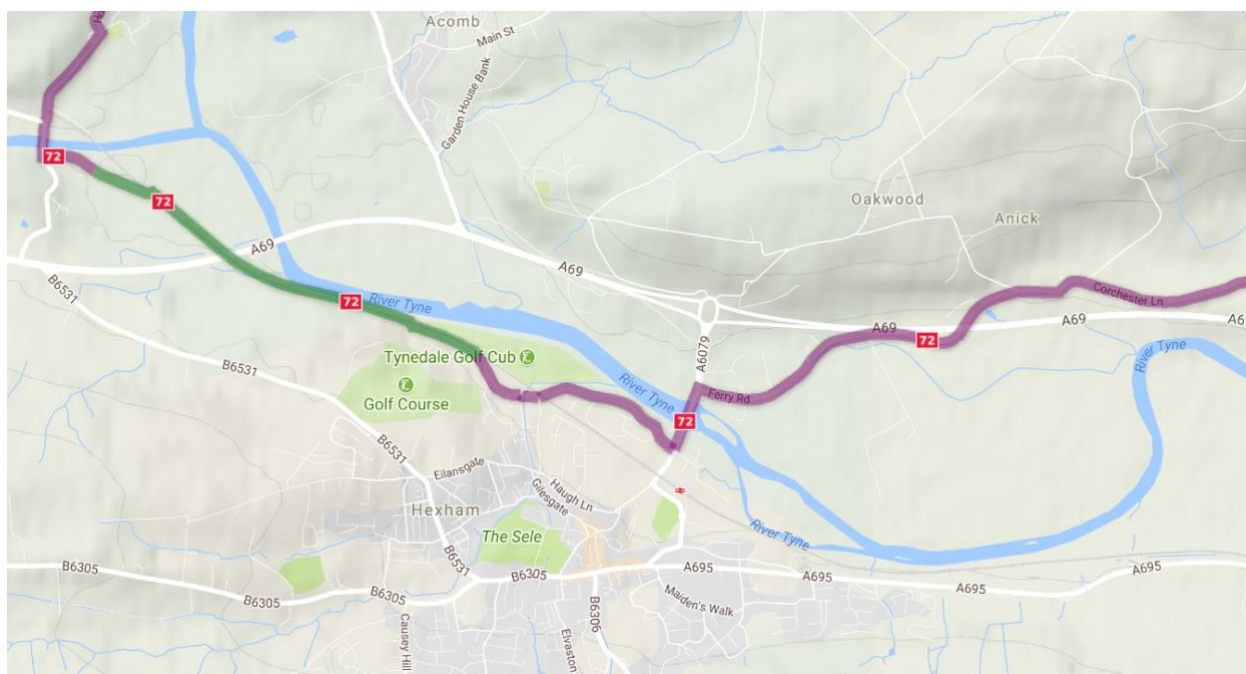 Acomb
Main St
Garden House Bank
72
72
Oakwood
Anick
A69
A69
B6531
72
River Tyne
Corchester Ln
A69
72
A69
River Tyne
Tynedale Golf Cub
B6531
A6079
River Tyne
Ferry Rd
Golf Course
72
B6531
Eilansgate
Haugh Ln
Gilesgate
Hexham
The Sele
River Tyne
B6531
B6305
B6305
B6305
B6305
A695
A695
A695
A695
Maiden's Walk
B6306
Causey Hill
Elvaston